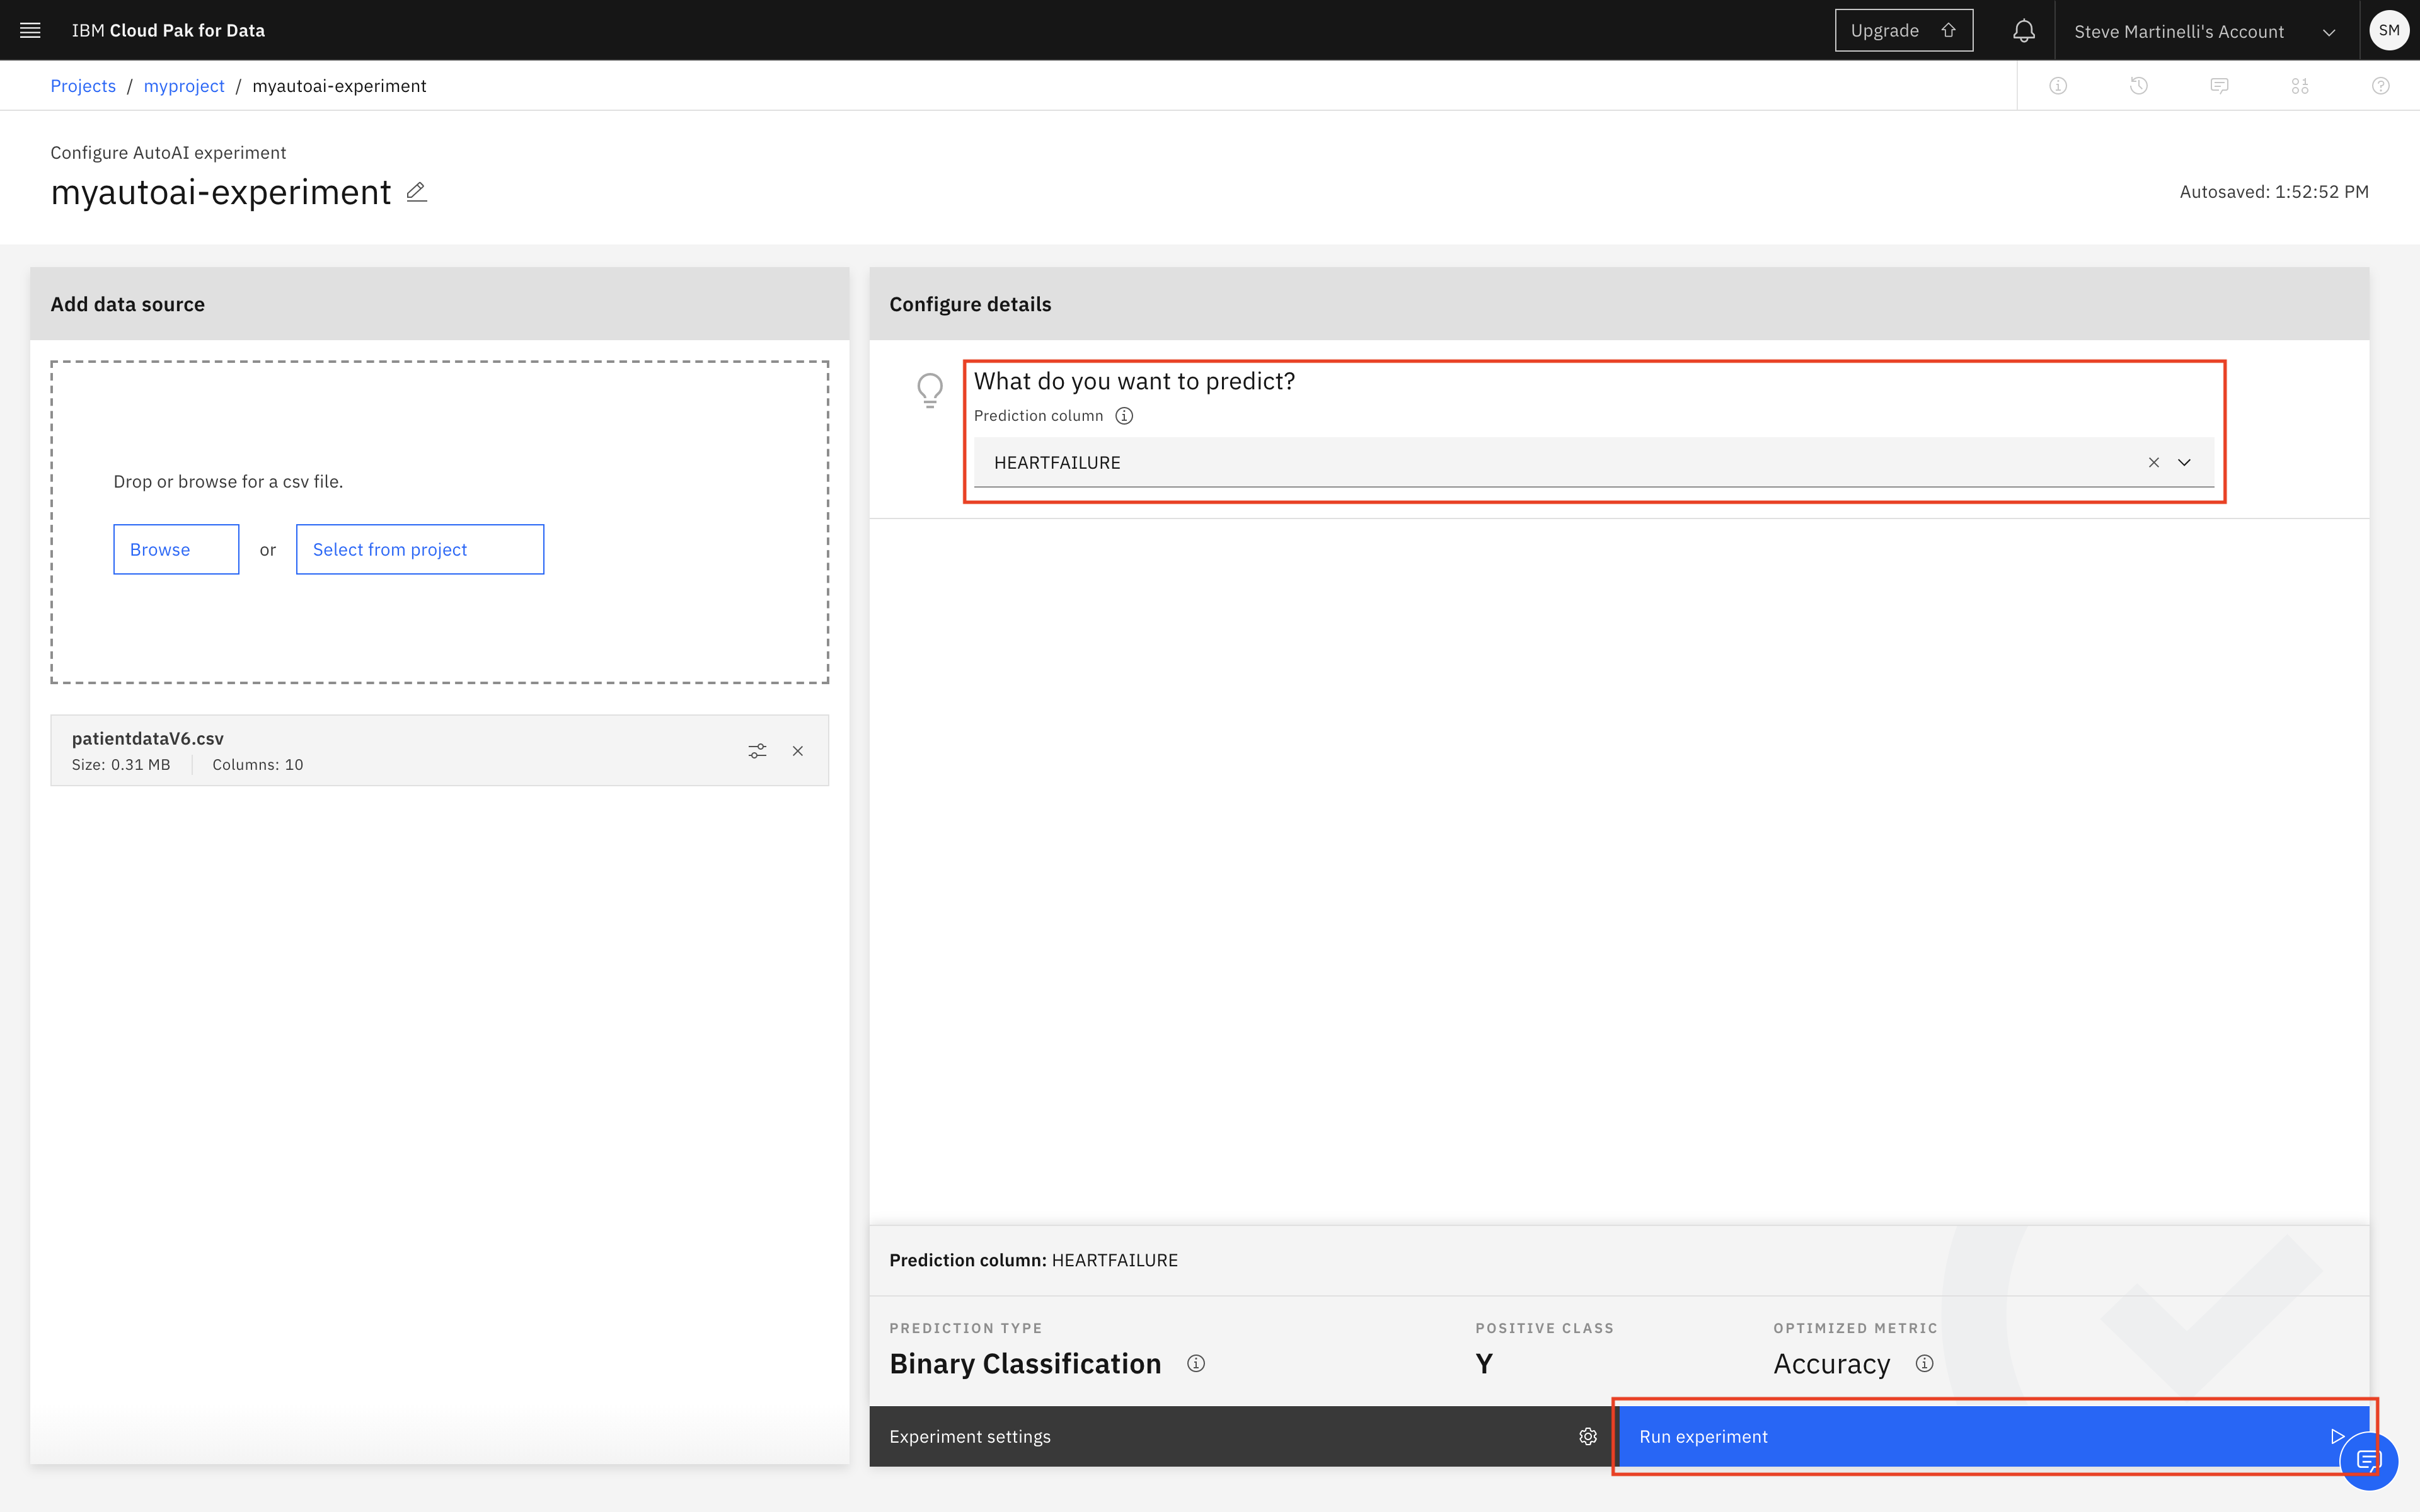 IBM Cloud Pak for Data
Upgrade
Steve Martinelli's Account
SM
Projects / myproject / myautoai-experiment
Configure AutoAI experiment
myautoai-experiment
Autosaved: 1:52:52 PM
Add data source
Drop or browse for a csv file.
Browse or Select from project
patientdataV6.csv
Size: 0.31 MB Columns: 10
Configure details
What do you want to predict?
Prediction column
HEARTFAILURE
Prediction column: HEARTFAILURE
PREDICTION TYPE POSITIVE CLASS OPTIMIZED METRIC
Binary Classification Y Accuracy
Experiment settings
Run experiment